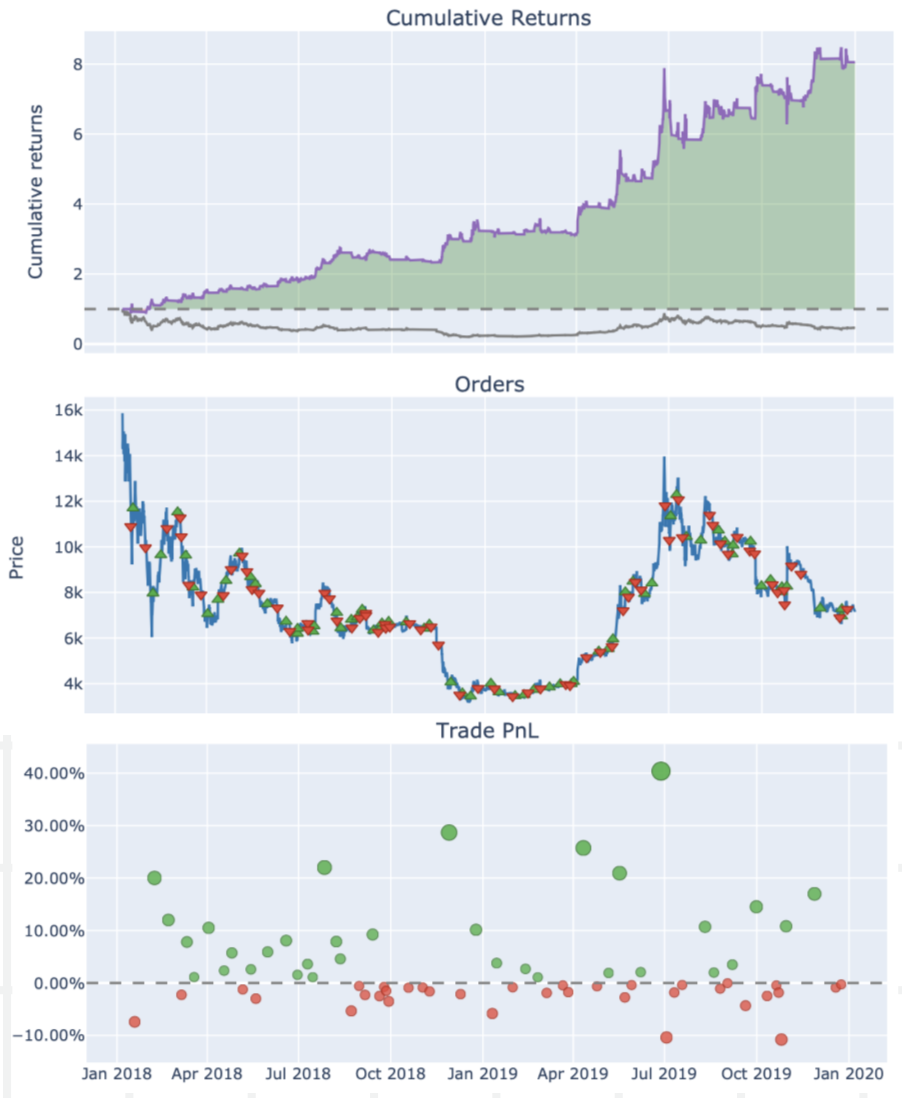 Cumulative Returns
Cumulative returns
8
6
4
2
0
Orders
Price
16k
14k
12k
10k
8k
6k
4k
Trade PnL
40.00%
30.00%
20.00%
10.00%
0.00%
−10.00%
Jan 2018 Apr 2018 Jul 2018 Oct 2018 Jan 2019 Apr 2019 Jul 2019 Oct 2019 Jan 2020